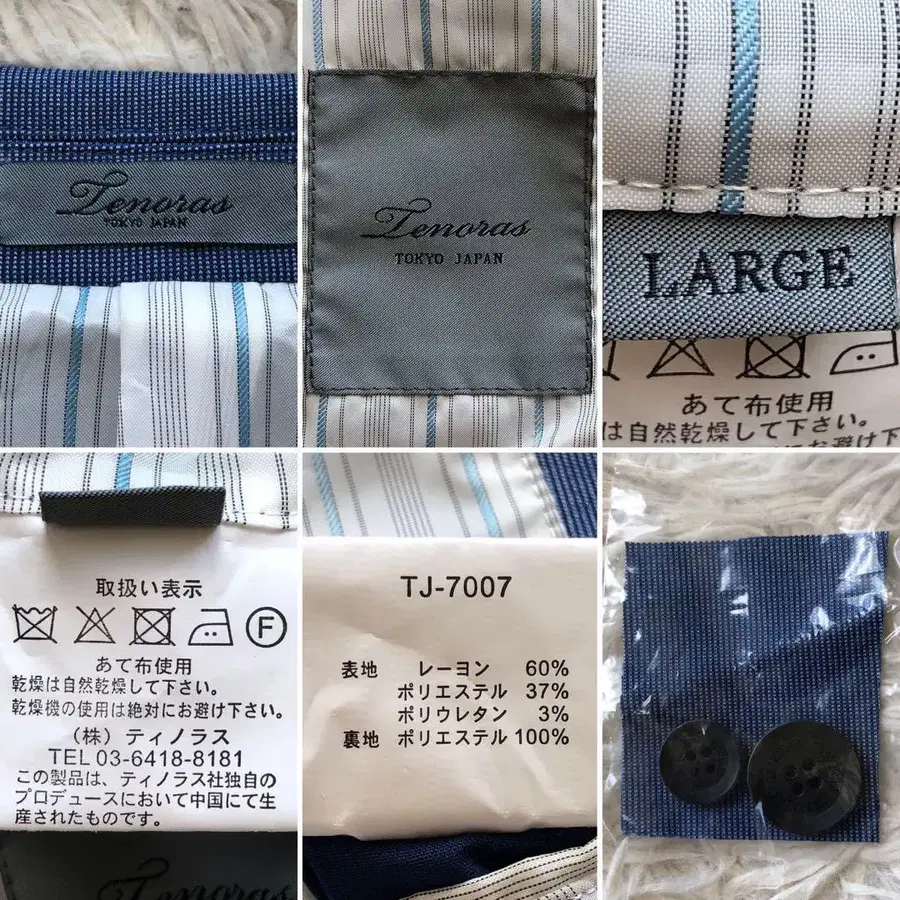 Tenoras
TOKYO JAPAN
Tenoras
TOKYO JAPAN
LARGE
あて布使用
は自然乾燥して下さい。
にお避け下
取扱い表示
F
あて布使用
乾燥は自然乾燥して下さい。
乾燥機の使用は絶対にお避け下さい。
(株) ティノラス
TEL 03-6418-8181
この製品は、ティノラス社独自の
プロデュースにおいて中国にて生
産されたものです。
Tenoras
TJ-7007
表地 レーヨン 60%
ポリエステル 37%
ポリウレタン 3%
裏地 ポリエステル 100%